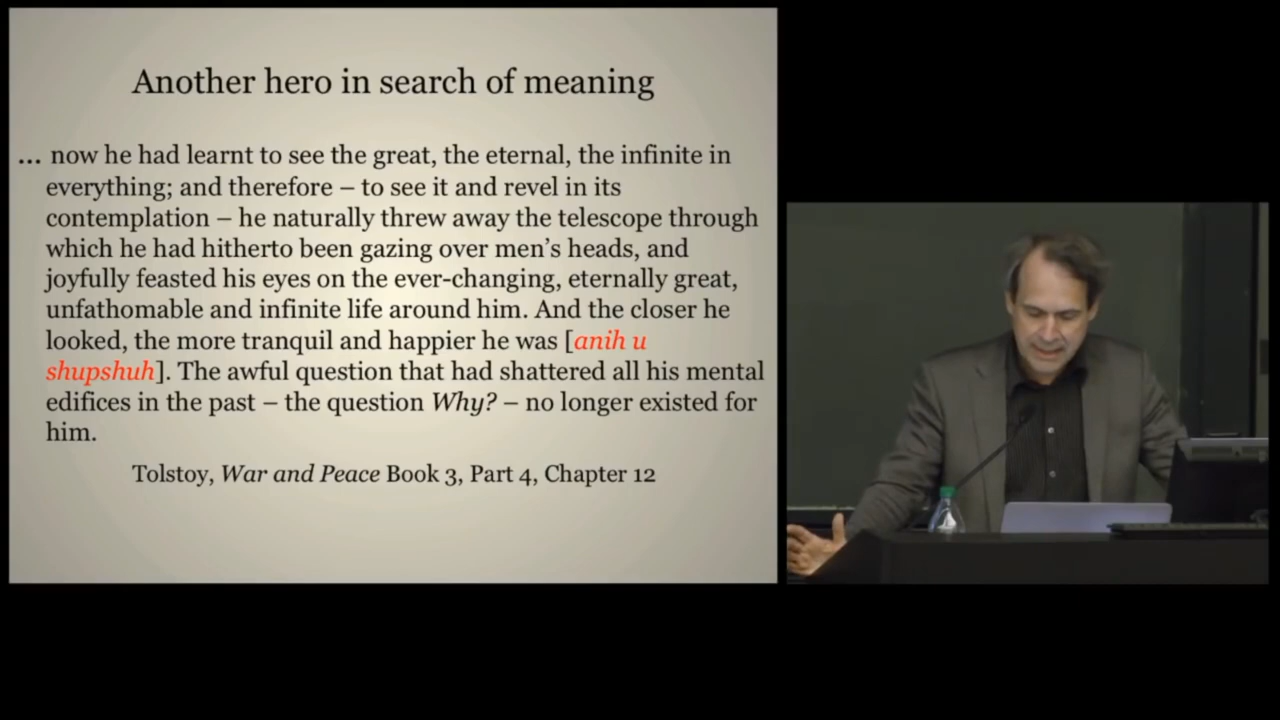 Another hero in search of meaning
... now he had learnt to see the great, the eternal, the infinite in
everything; and therefore – to see it and revel in its
contemplation – he naturally threw away the telescope through
which he had hitherto been gazing over men’s heads, and
joyfully feasted his eyes on the ever-changing, eternally great,
unfathomable and infinite life around him. And the closer he
looked, the more tranquil and happier he was [anih u
shupshuh]. The awful question that had shattered all his mental
edifices in the past – the question Why? – no longer existed for
him.
Tolstoy, War and Peace Book 3, Part 4, Chapter 12